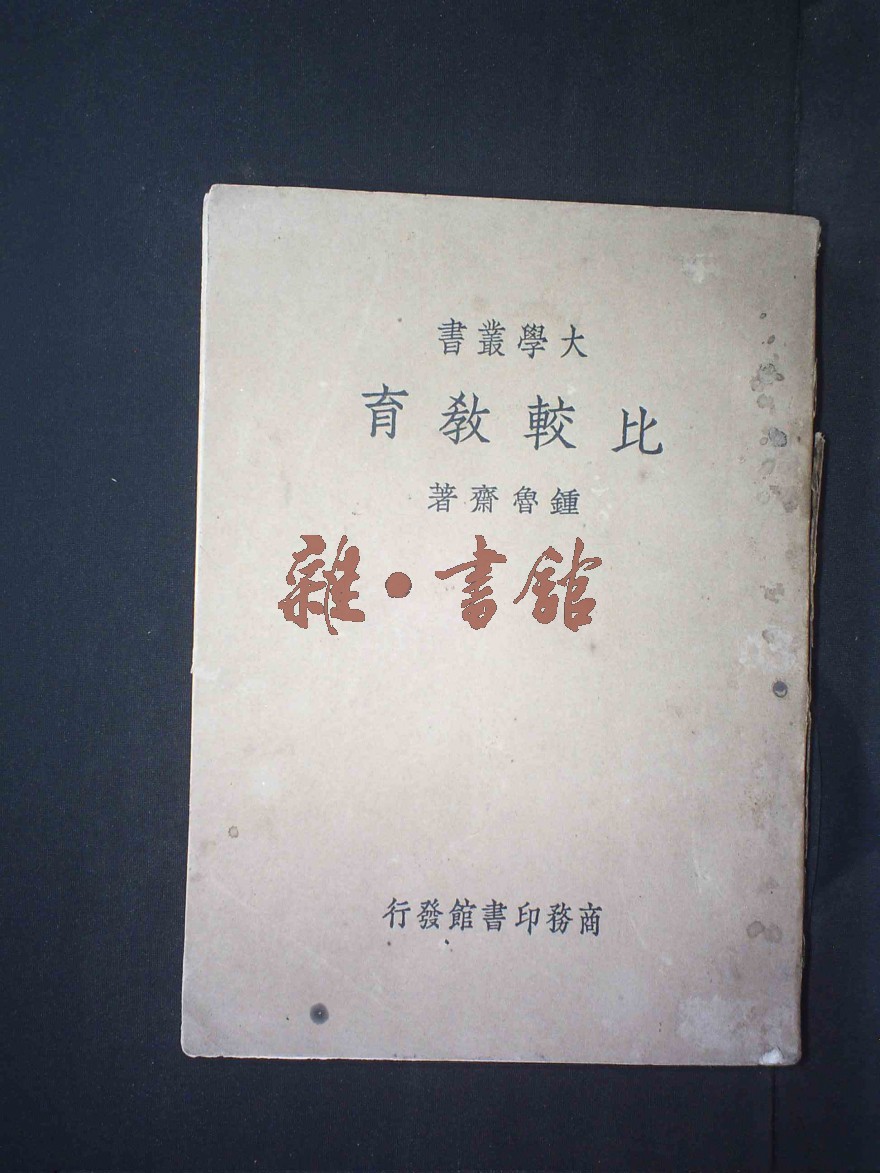 大學叢書
比較教育
鍾魯齋著
雜·書館
商務印書館發行